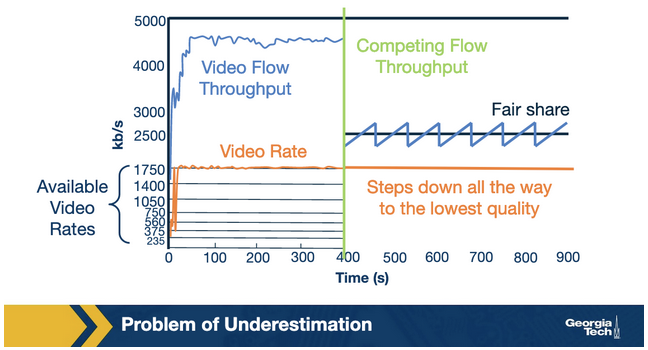 5000
4000
3000
2500
1750
1400
1050
750
560
375
235
0
kb/s
Available
Video
Rates
Video Flow
Throughput
Video Rate
Competing Flow
Throughput
Fair share
Steps down all the way
to the lowest quality
0 100 200 300 400 500 600 700 800 900
Time (s)
Problem of Underestimation
Georgia
Tech